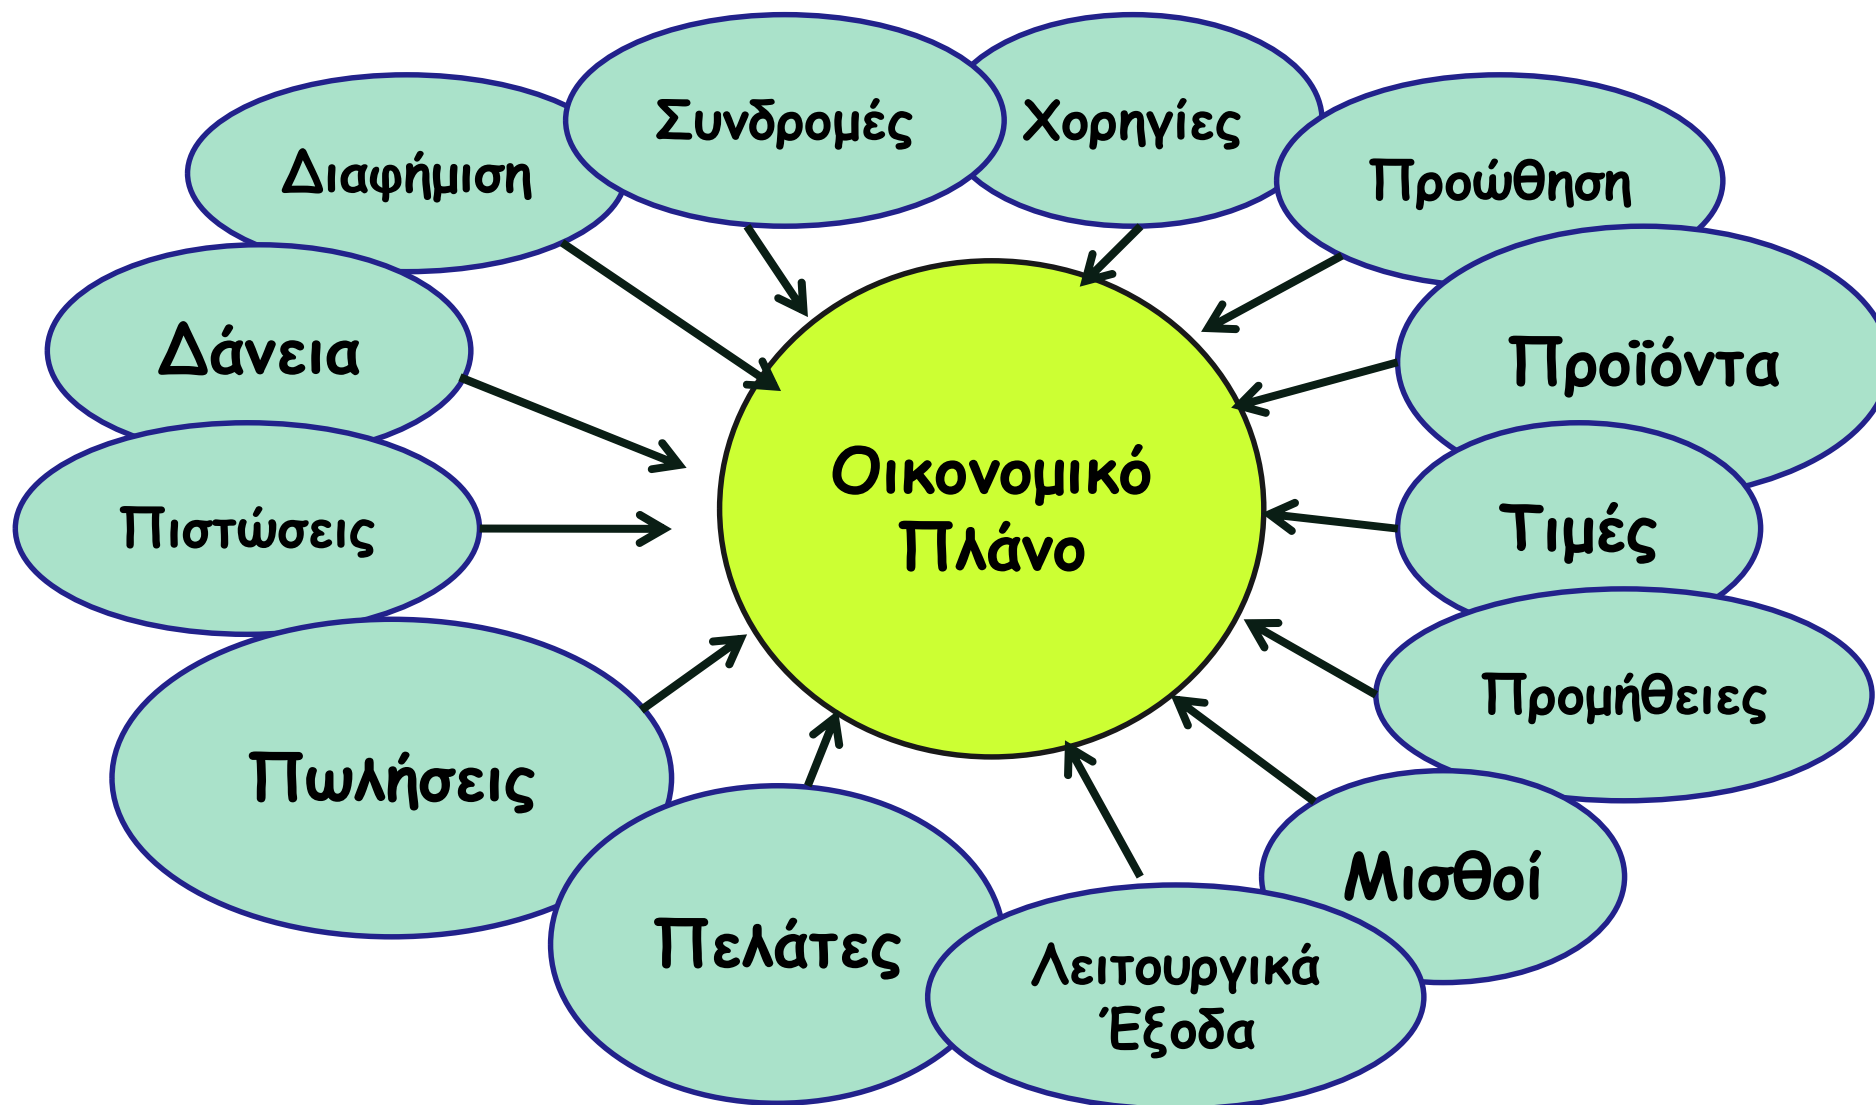 Συνδρομές
Χορηγίες
Διαφήμιση
Προώθηση
Δάνεια
Προϊόντα
Οικονομικό
Πλάνο
Πιστώσεις
Τιμές
Προμήθειες
Πωλήσεις
Μισθοί
Πελάτες
Λειτουργικά
Έξοδα